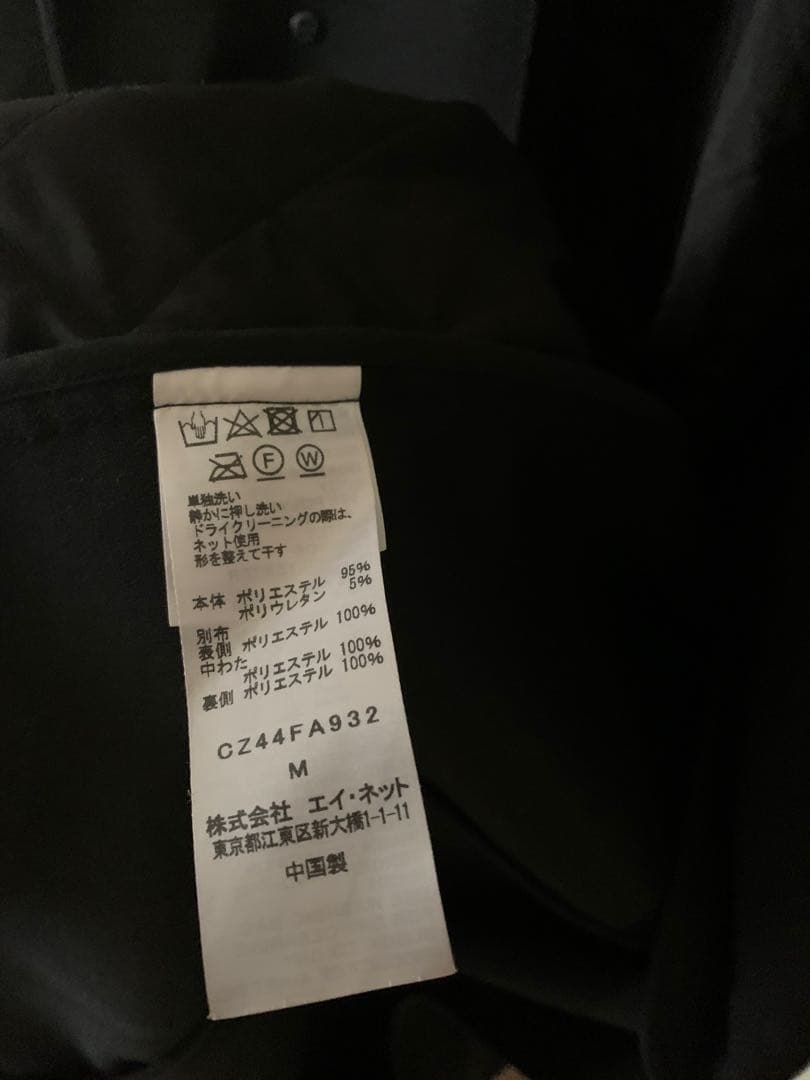 F W
単独洗い
静かに押し洗い
ドライクリーニングの際は、
ネット使用
形を整えて干す
本体 ポリエステル 95%
ポリウレタン 5%
別布
表側 ポリエステル 100%
中わた
ポリエステル 100%
裏側 ポリエステル 100%
CZ44FA932
M
株式会社 エイ・ネット
東京都江東区新大橋1-1-11
中国製